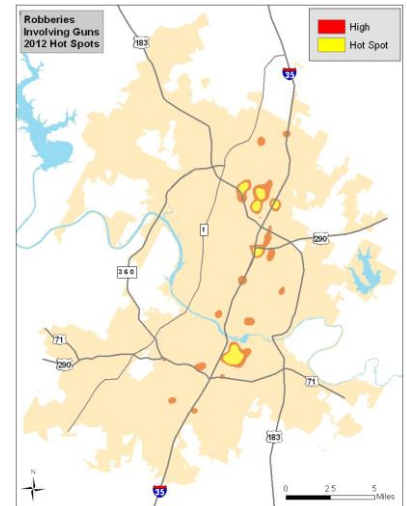 Robberies
Involving Guns
2012 Hot Spots
High
Hot Spot
183
35
1
290
360
71
290
71
183
35
N
0 2.5 5
Miles